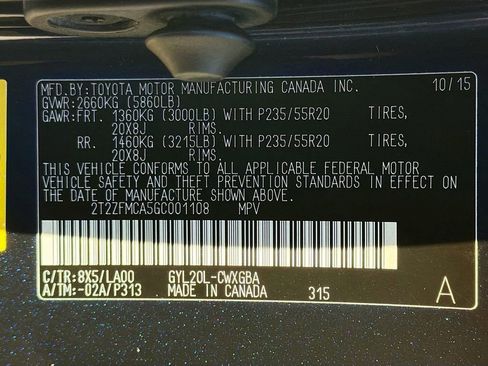 MFD.BY:TOYOTA MOTOR MANUFACTURING CANADA INC. 10/15
GVWR:2660KG (5860LB)
GAWR:FRT. 1360KG (3000LB) WITH P235/55R20 TIRES,
20X8J RIMS.
RR. 1460KG (3215LB) WITH P235/55R20 TIRES,
20X8J RIMS.
THIS VEHICLE CONFORMS TO ALL APPLICABLE FEDERAL MOTOR
VEHICLE SAFETY AND THEFT PREVENTION STANDARDS IN EFFECT ON
THE DATE OF MANUFACTURE SHOWN ABOVE.
2T2ZFMCA5GC001108 MPV
C/TR:8X5/LA00 GYL20L-CWXGBA
A/TM:-02A/P313 MADE IN CANADA 315 A